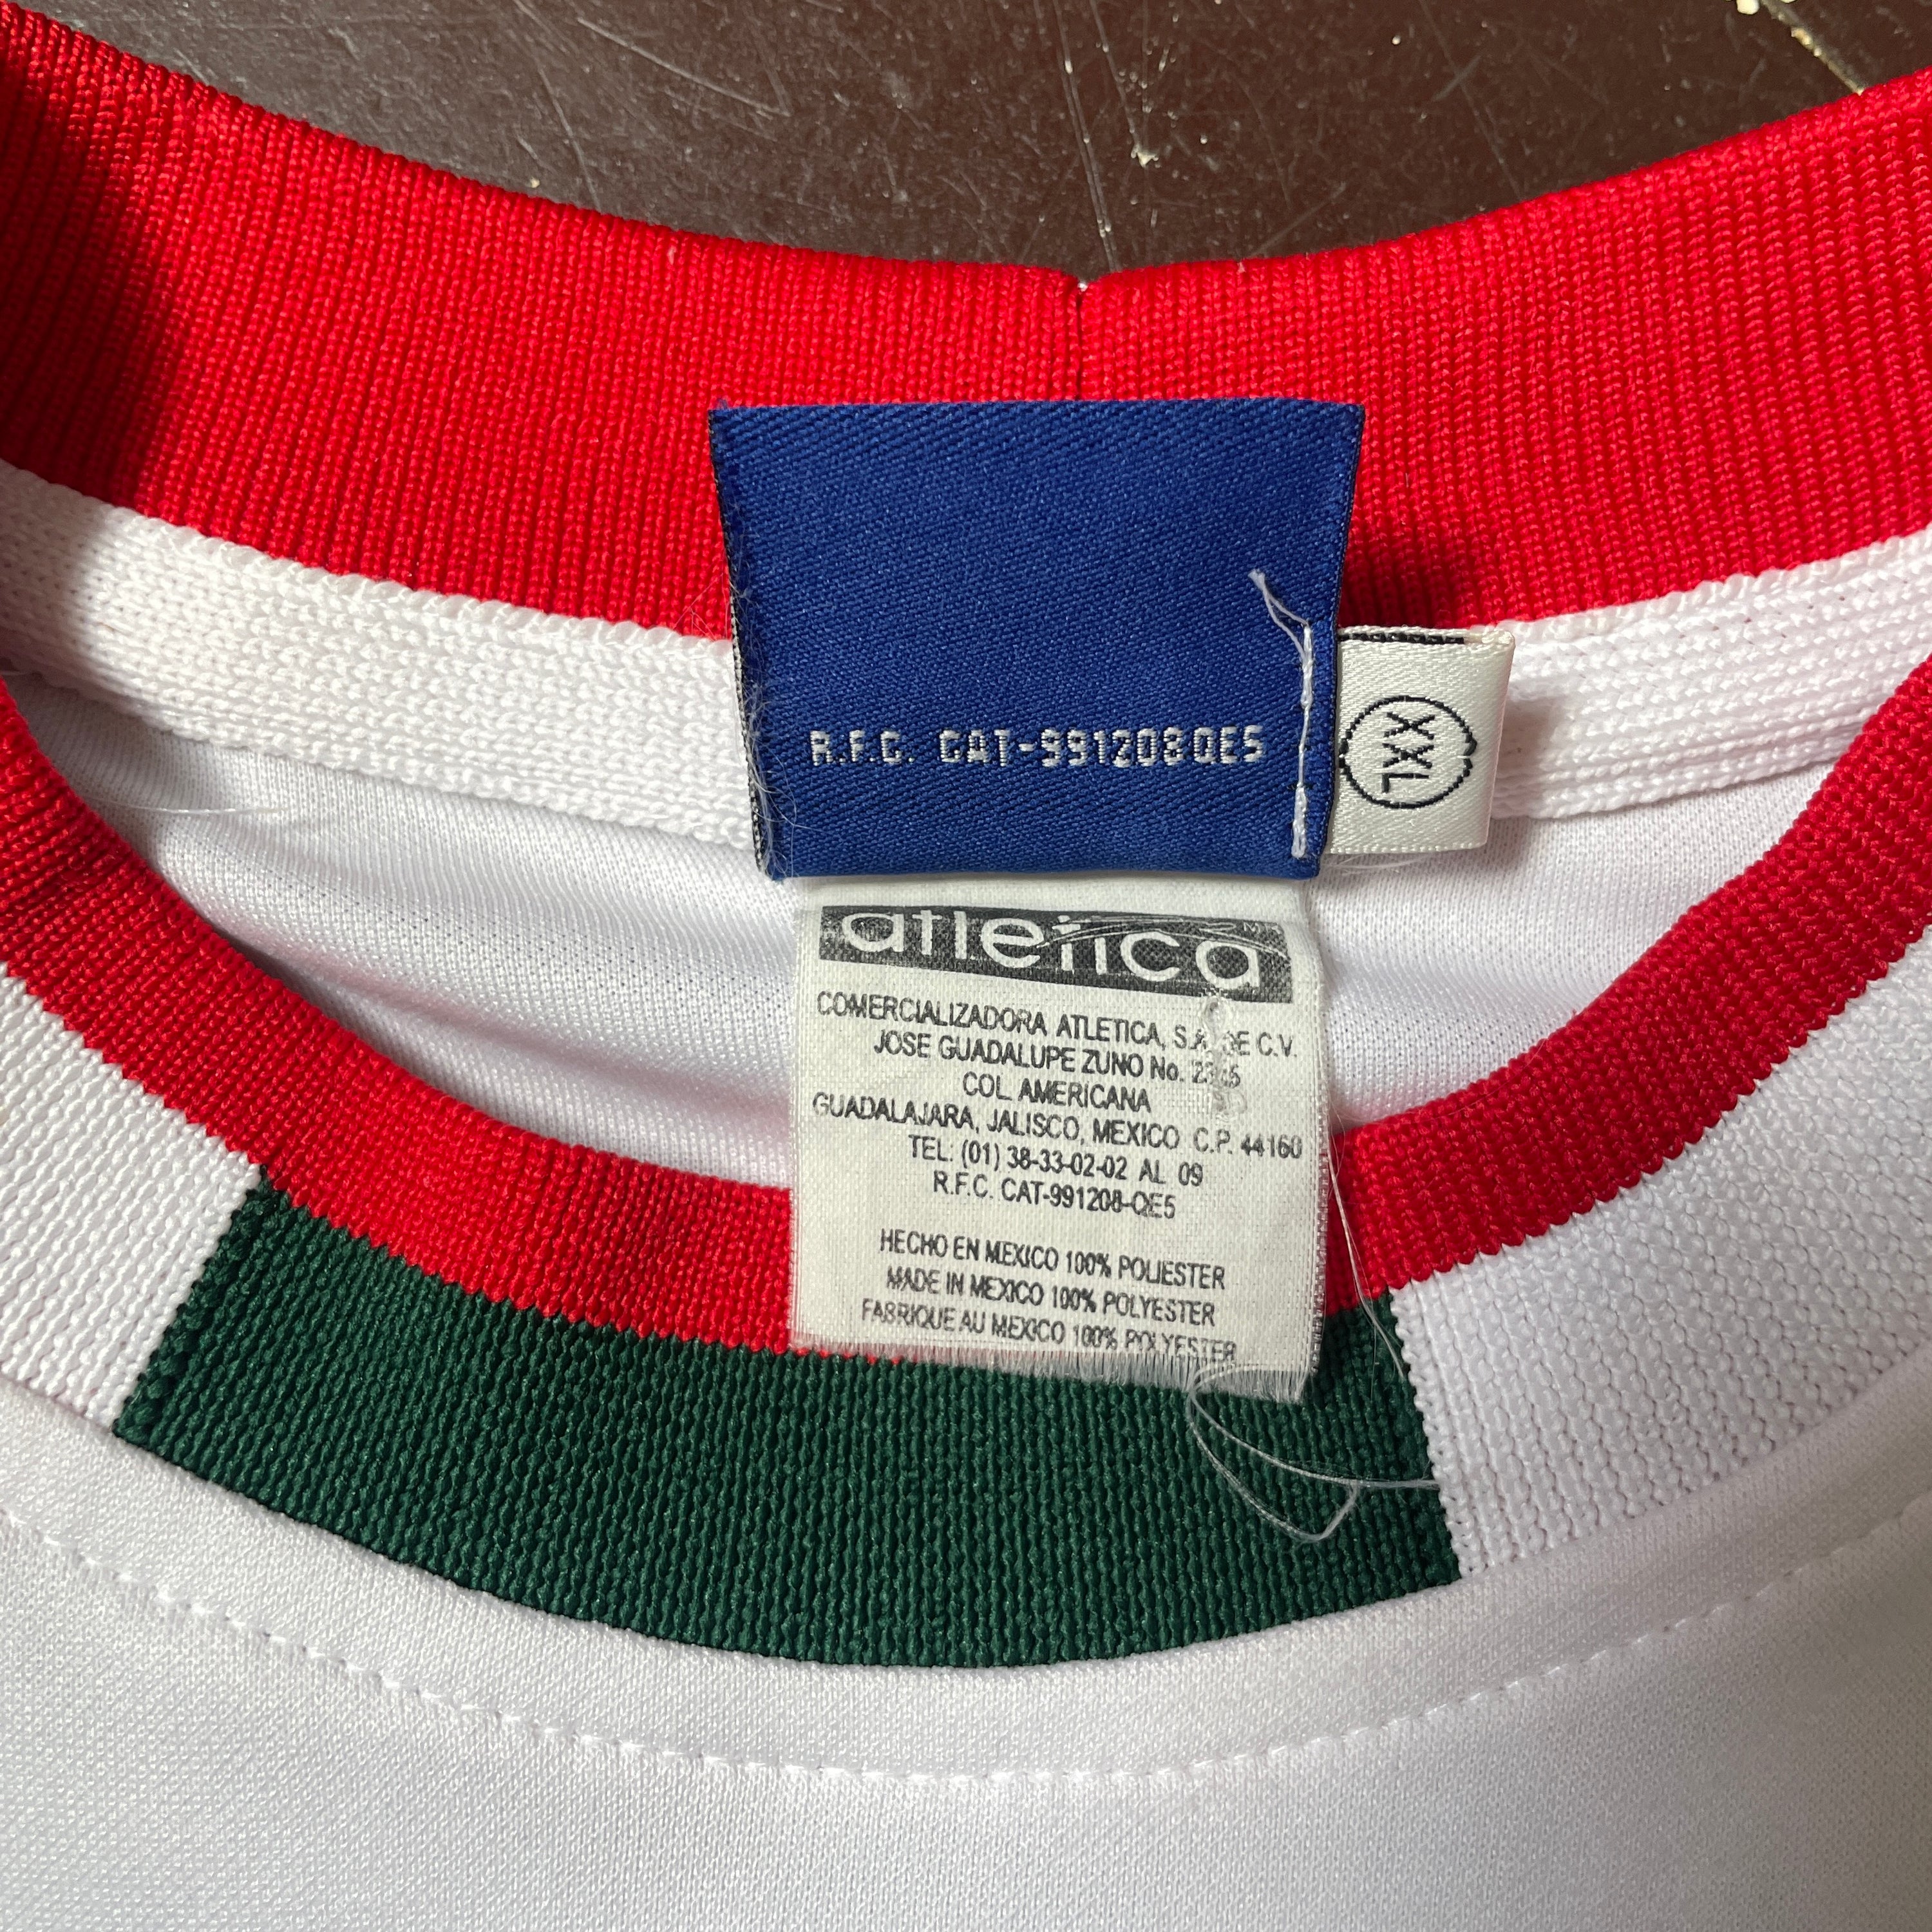 R.F.C. CAT-991208QE5
XXL
atletica
COMERCIALIZADORA ATLETICA, S.A. DE C.V.
JOSE GUADALUPE ZUNO No.
COL. AMERICANA
GUADALAJARA, JALISCO, MEXICO C.P. 44160
TEL: (01) 38-33-02-02 AL 09
R.F.C. CAT-991208-QE5
HECHO EN MEXICO 100% POLIESTER
MADE IN MEXICO 100% POLYESTER
FABRIQUE AU MEXICO 100% POLYESTER